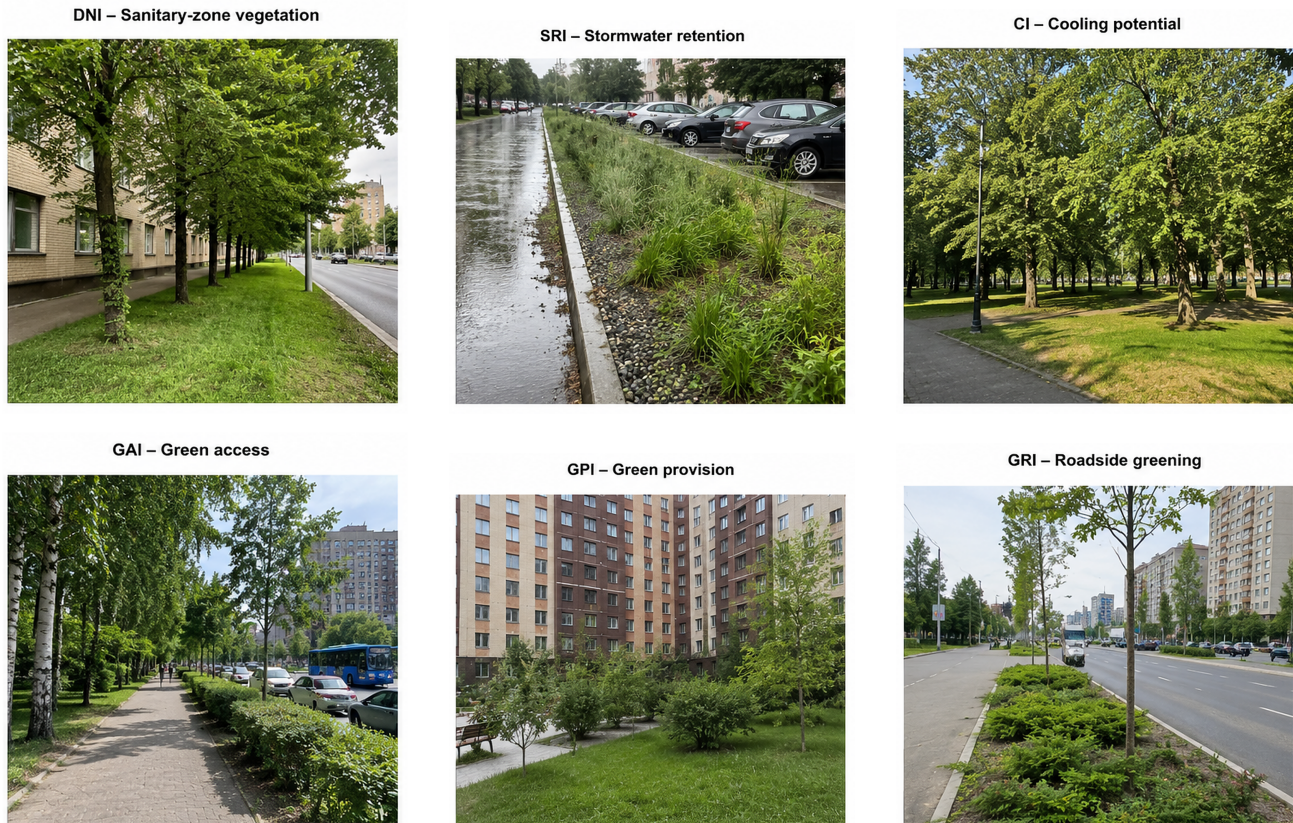 DNI – Sanitary-zone vegetation
SRI – Stormwater retention
CI – Cooling potential
GAI – Green access
GPI – Green provision
GRI – Roadside greening